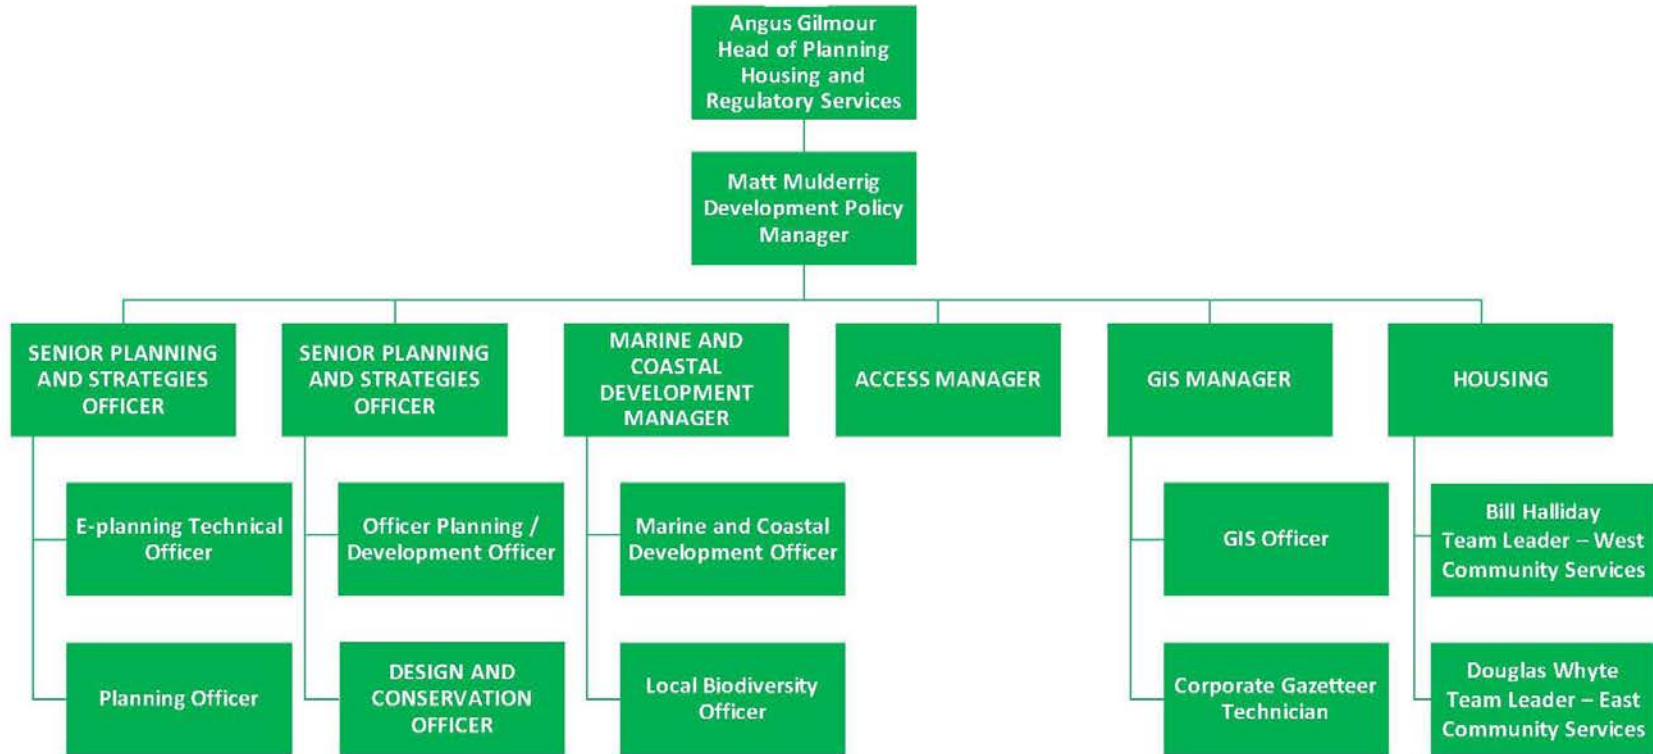 Angus Gilmour
Head of Planning
Housing and
Regulatory Services
Matt Mulderrig
Development Policy
Manager
SENIOR PLANNING
AND STRATEGIES
OFFICER
SENIOR PLANNING
AND STRATEGIES
OFFICER
MARINE AND
COASTAL
DEVELOPMENT
MANAGER
ACCESS MANAGER
GIS MANAGER
HOUSING
E-planning Technical
Officer
Officer Planning /
Development Officer
Marine and Coastal
Development Officer
GIS Officer
Bill Halliday
Team Leader – West
Community Services
Planning Officer
DESIGN AND
CONSERVATION
OFFICER
Local Biodiversity
Officer
Corporate Gazetteer
Technician
Douglas Whyte
Team Leader – East
Community Services